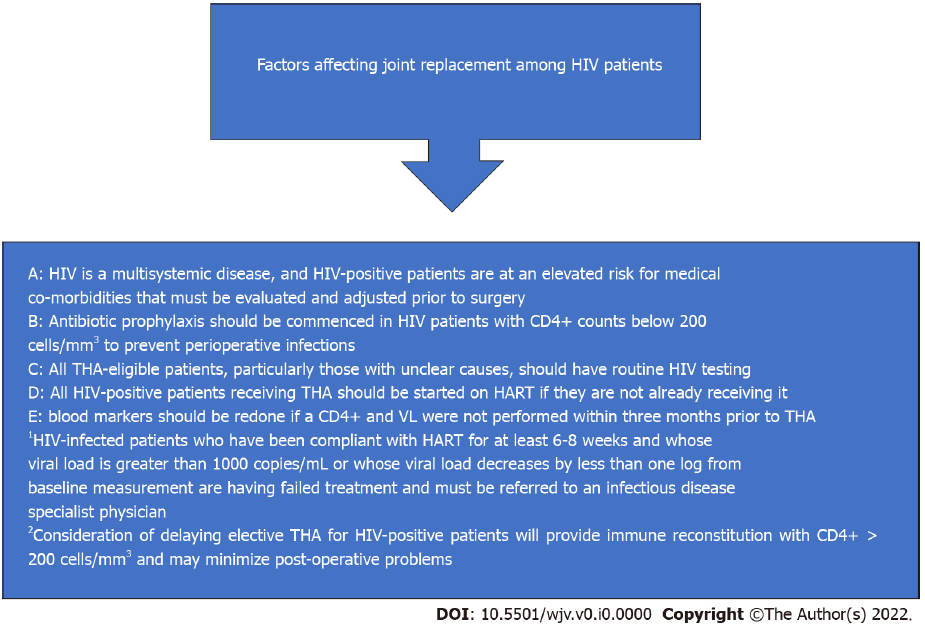 Factors affecting joint replacement among HIV patients
A: HIV is a multisystemic disease, and HIV-positive patients are at an elevated risk for medical
co-morbidities that must be evaluated and adjusted prior to surgery
B: Antibiotic prophylaxis should be commenced in HIV patients with CD4+ counts below 200
cells/mm³ to prevent perioperative infections
C: All THA-eligible patients, particularly those with unclear causes, should have routine HIV testing
D: All HIV-positive patients receiving THA should be started on HART if they are not already receiving it
E: blood markers should be redone if a CD4+ and VL were not performed within three months prior to THA
¹HIV-infected patients who have been compliant with HART for at least 6-8 weeks and whose
viral load is greater than 1000 copies/mL or whose viral load decreases by less than one log from
baseline measurement are having failed treatment and must be referred to an infectious disease
specialist physician
²Consideration of delaying elective THA for HIV-positive patients will provide immune reconstitution with CD4+ >
200 cells/mm³ and may minimize post-operative problems
DOI: 10.5501/wjv.v0.i0.0000 Copyright ©The Author(s) 2022.